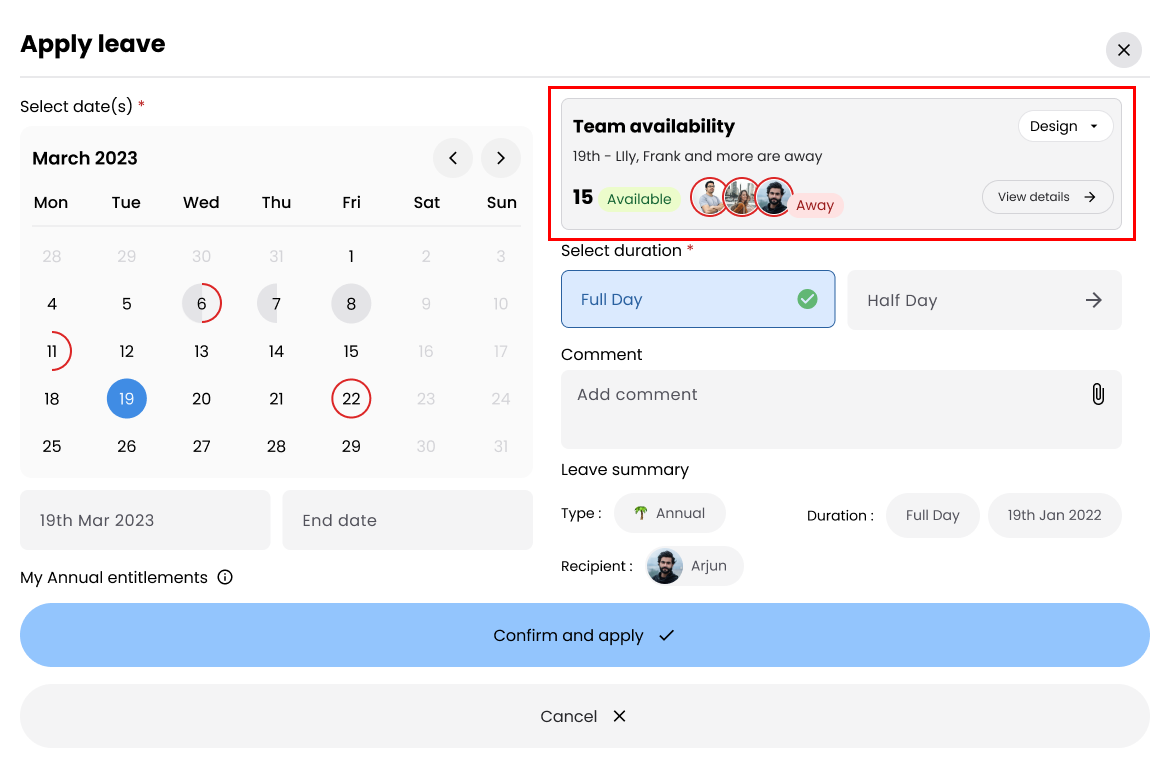 Apply leave
Select date(s) *
March 2023
Mon Tue Wed Thu Fri Sat Sun
28 29 30 31 1 2 3
4 5 6 7 8 9 10
11 12 13 14 15 16 17
18 19 20 21 22 23 24
25 26 27 28 29 30 31
19th Mar 2023 End date
My Annual entitlements
Team availability Design
19th - LIly, Frank and more are away
15 Available Away View details
Select duration *
Full Day Half Day
Comment
Add comment
Leave summary
Type : Annual Duration : Full Day 19th Jan 2022
Recipient : Arjun
Confirm and apply
Cancel